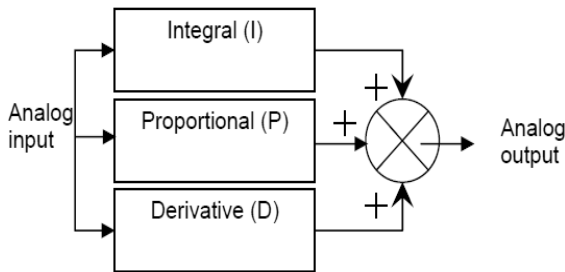 Integral (I)
Analog
input
Proportional (P)
Derivative (D)
+
+
+
Analog
output